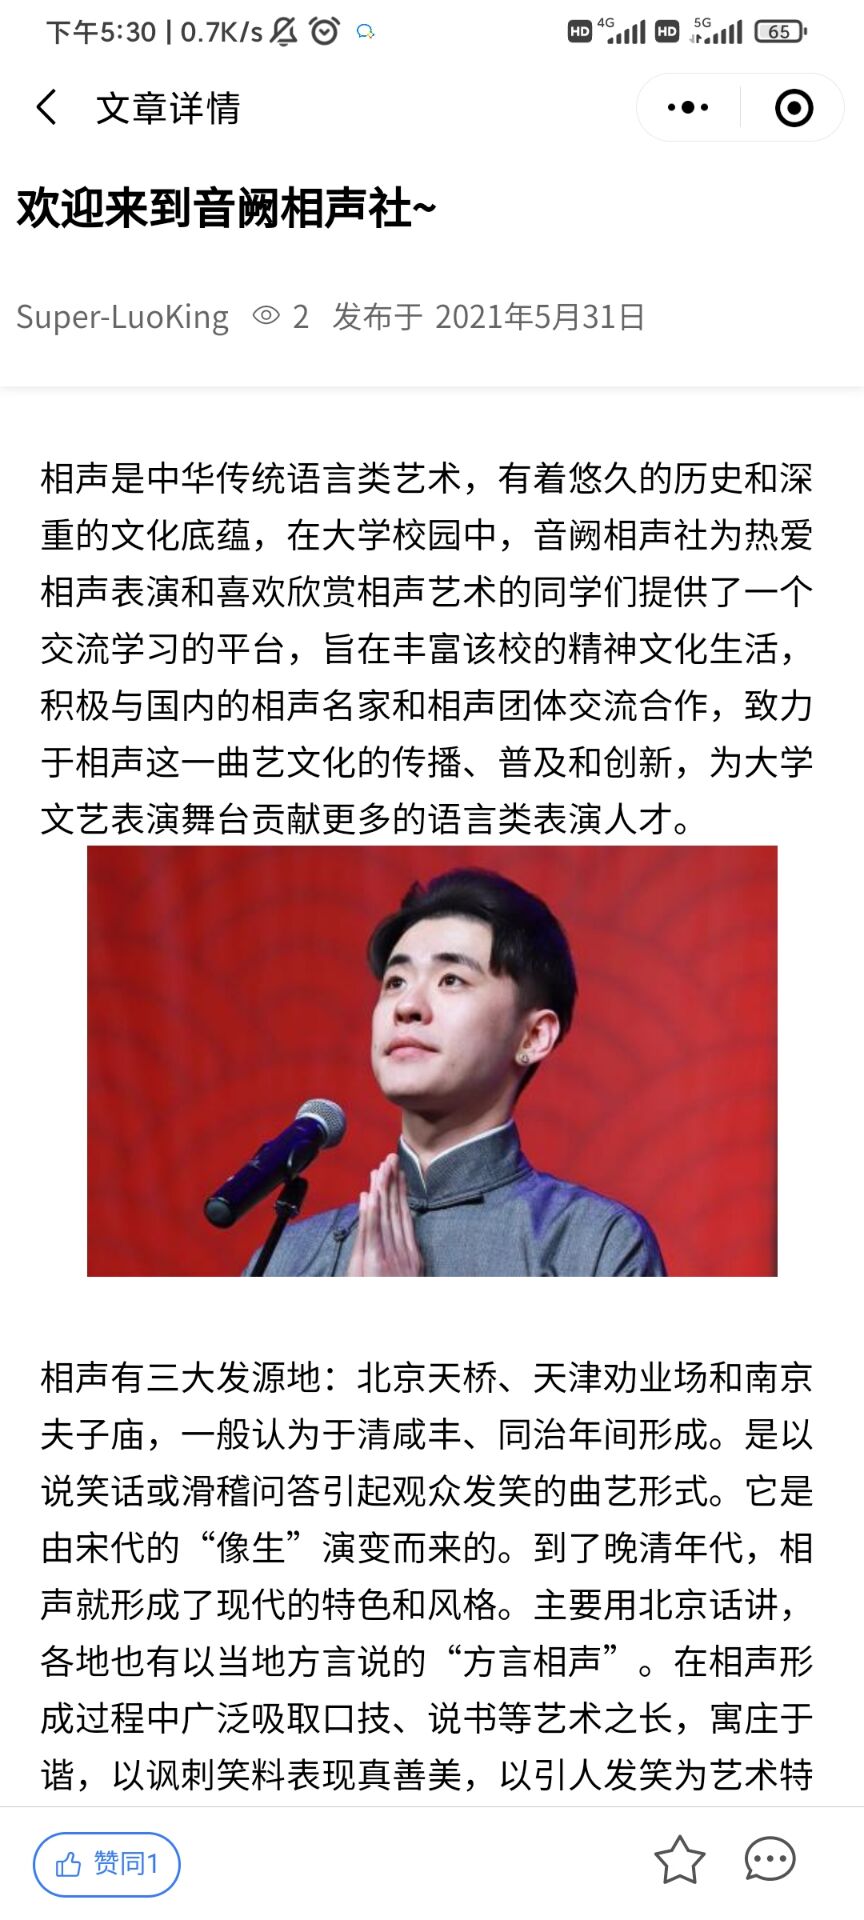 下午5:30 | 0.7K/s
HD 4G HD 5G 65
文章详情
欢迎来到音阙相声社~
Super-LuoKing 2 发布于 2021年5月31日
相声是中华传统语言类艺术，有着悠久的历史和深
重的文化底蕴，在大学校园中，音阙相声社为热爱
相声表演和喜欢欣赏相声艺术的同学们提供了一个
交流学习的平台，旨在丰富该校的精神文化生活，
积极与国内的相声名家和相声团体交流合作，致力
于相声这一曲艺文化的传播、普及和创新，为大学
文艺表演舞台贡献更多的语言类表演人才。
相声有三大发源地：北京天桥、天津劝业场和南京
夫子庙，一般认为于清咸丰、同治年间形成。是以
说笑话或滑稽问答引起观众发笑的曲艺形式。它是
由宋代的“像生”演变而来的。到了晚清年代，相
声就形成了现代的特色和风格。主要用北京话讲，
各地也有以当地方言说的“方言相声”。在相声形
成过程中广泛吸取口技、说书等艺术之长，寓庄于
谐，以讽刺笑料表现真善美，以引人发笑为艺术特
赞同1